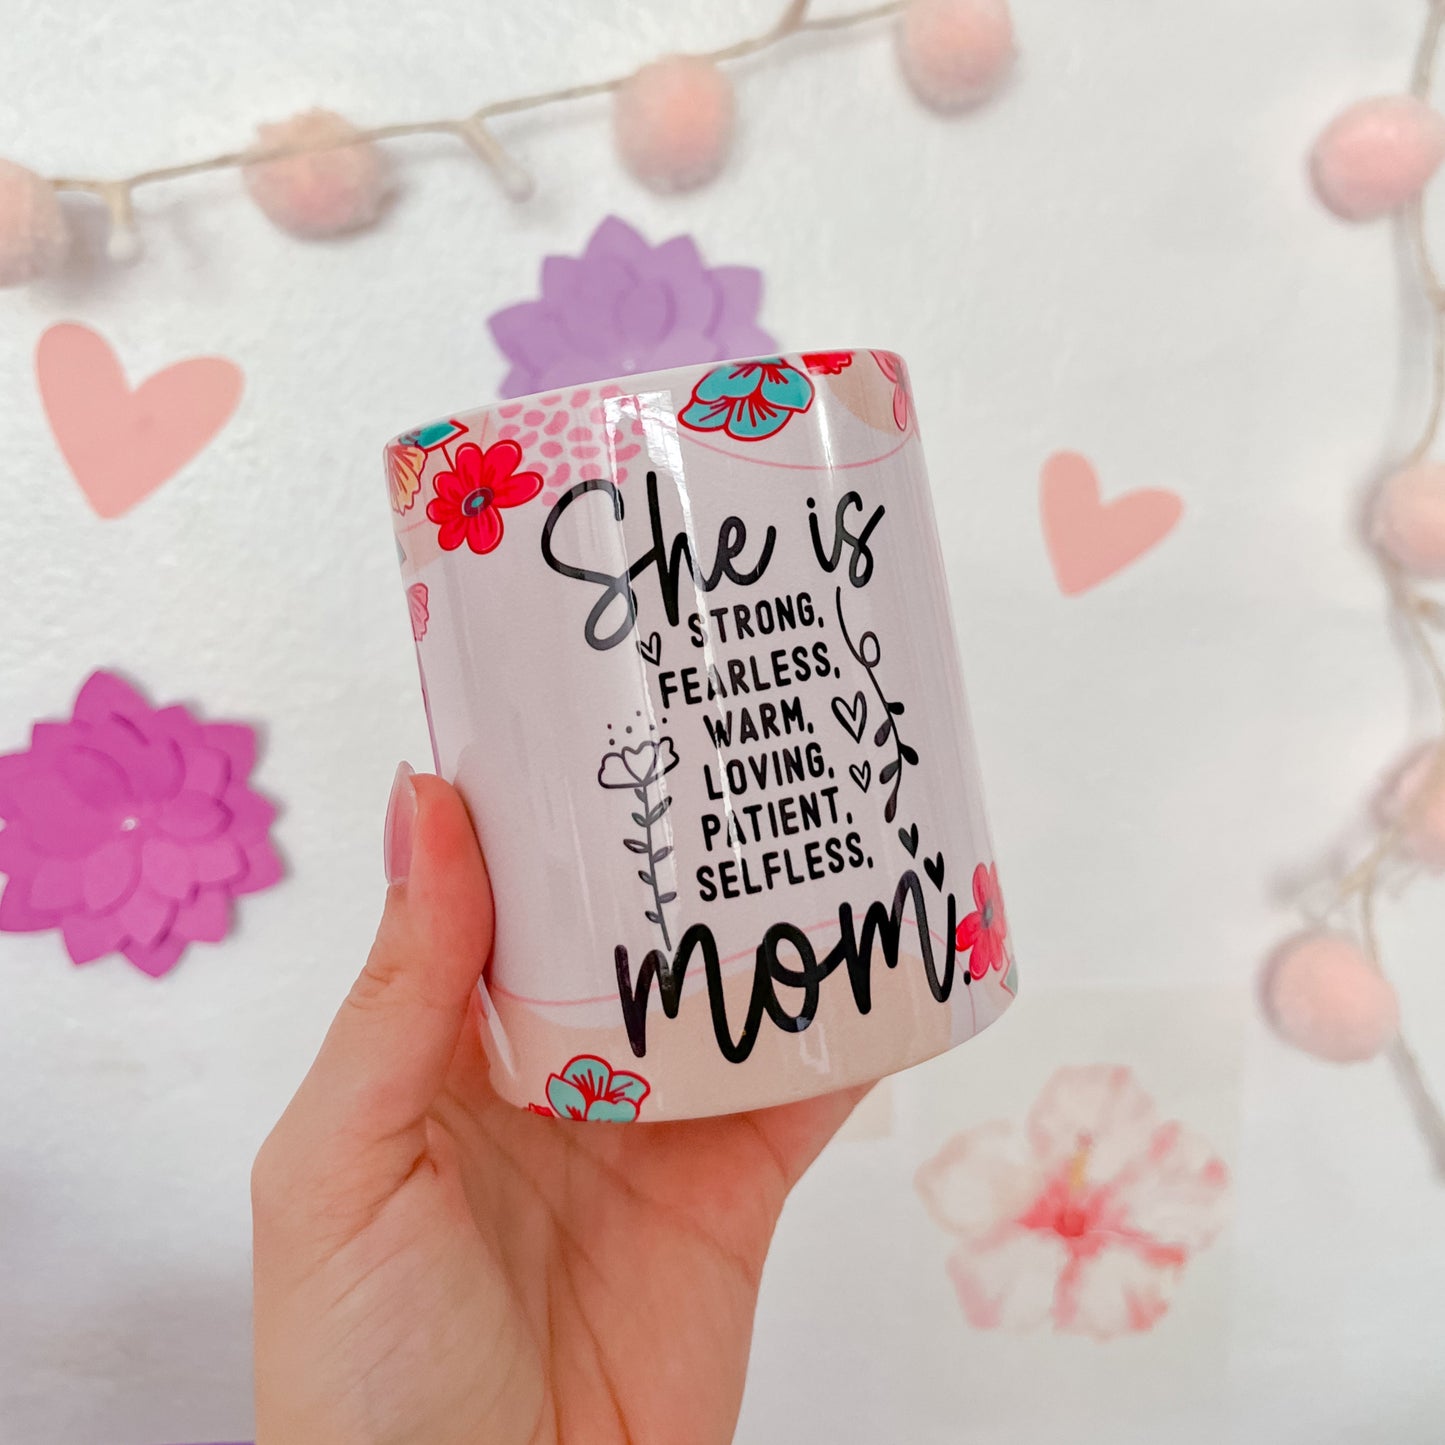 She is
STRONG,
FEARLESS,
WARM,
LOVING,
PATIENT,
SELFLESS,
mom.